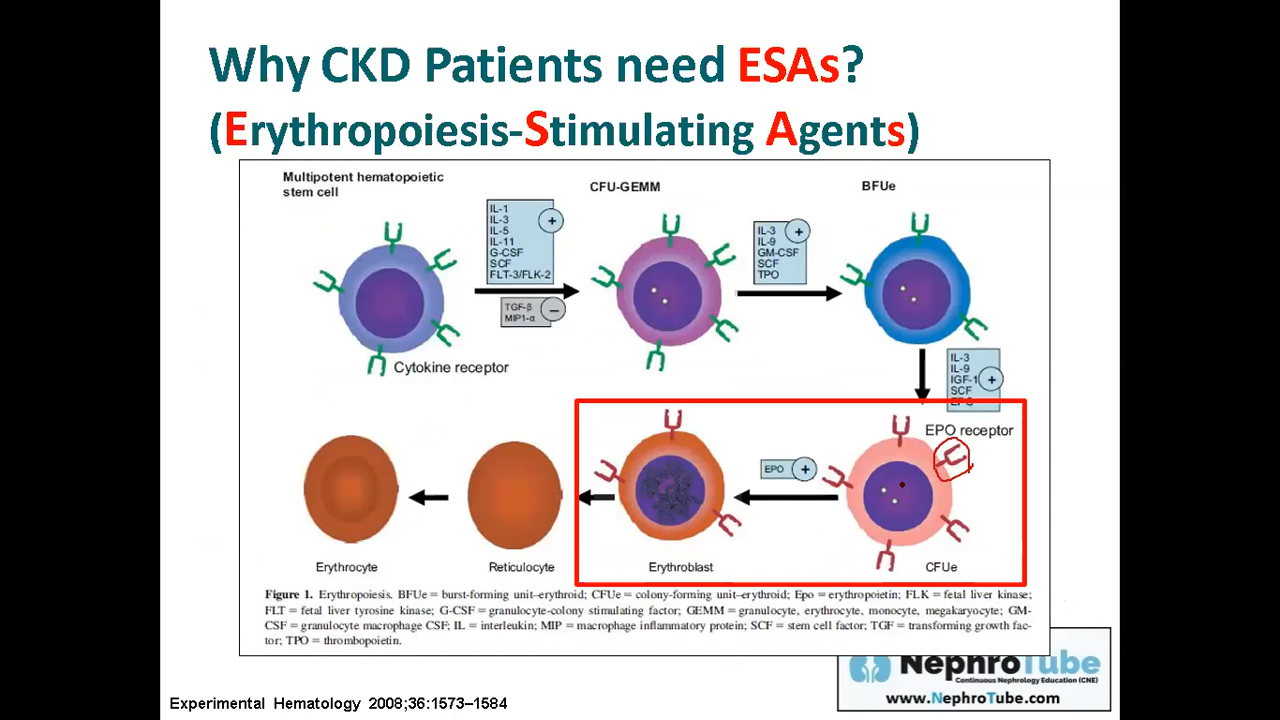 Why CKD Patients need ESAs?
(Erythropoiesis-Stimulating Agents)
Multipotent hematopoietic
stem cell
CFU-GEMM
BFUe
IL-1
IL-3
IL-5
IL-11
G-CSF
SCF
FLT-3/FLK-2
+
TGF-β
MIP1-α
−
IL-3
IL-9
GM-CSF
SCF
TPO
+
Cytokine receptor
IL-3
IL-9
IGF-1
SCF
EPO
+
EPO receptor
EPO +
Erythrocyte
Reticulocyte
Erythroblast
CFUe
Figure 1. Erythropoiesis. BFUe = burst-forming unit–erythroid; CFUe = colony-forming unit–erythroid; Epo = erythropoietin; FLK = fetal liver kinase;
FLT = fetal liver tyrosine kinase; G-CSF = granulocyte-colony stimulating factor; GEMM = granulocyte, erythrocyte, monocyte, megakaryocyte; GM-
CSF = granulocyte macrophage CSF; IL = interleukin; MIP = macrophage inflammatory protein; SCF = stem cell factor; TGF = transforming growth fac-
tor; TPO = thrombopoietin.
NephroTube
Continuous Nephrology Education (CNE)
www.NephroTube.com
Experimental Hematology 2008;36:1573–1584